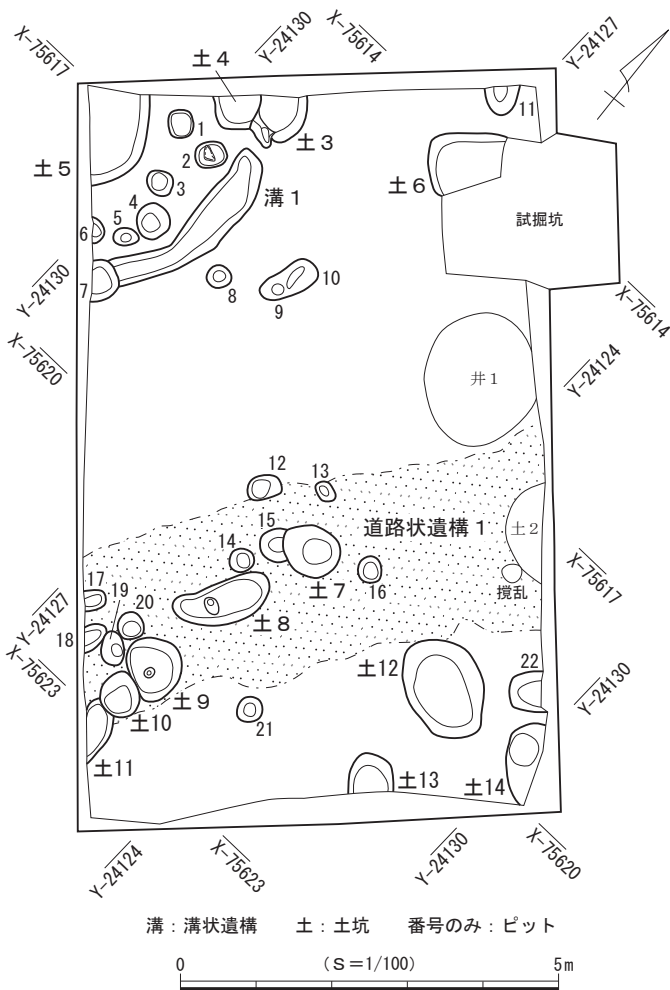 X-75617
Y-24130
X-75614
Y-24127
土4
11
1
土3
2
土5
土6
3
溝1
4
試掘坑
5
6
8
10
7
9
Y-24130
X-75614
X-75620
Y-24124
井1
12
13
15
道路状遺構1
土2
14
土7
16
撹乱
X-75617
17
19
20
土8
Y-24127
18
土12
22
X-75623
土9
Y-24130
土10
21
土11
土13
土14
Y-24124
X-75623
Y-24130
X-75620
溝:溝状遺構 土:土坑 番号のみ:ピット
0 (S=1/100) 5m